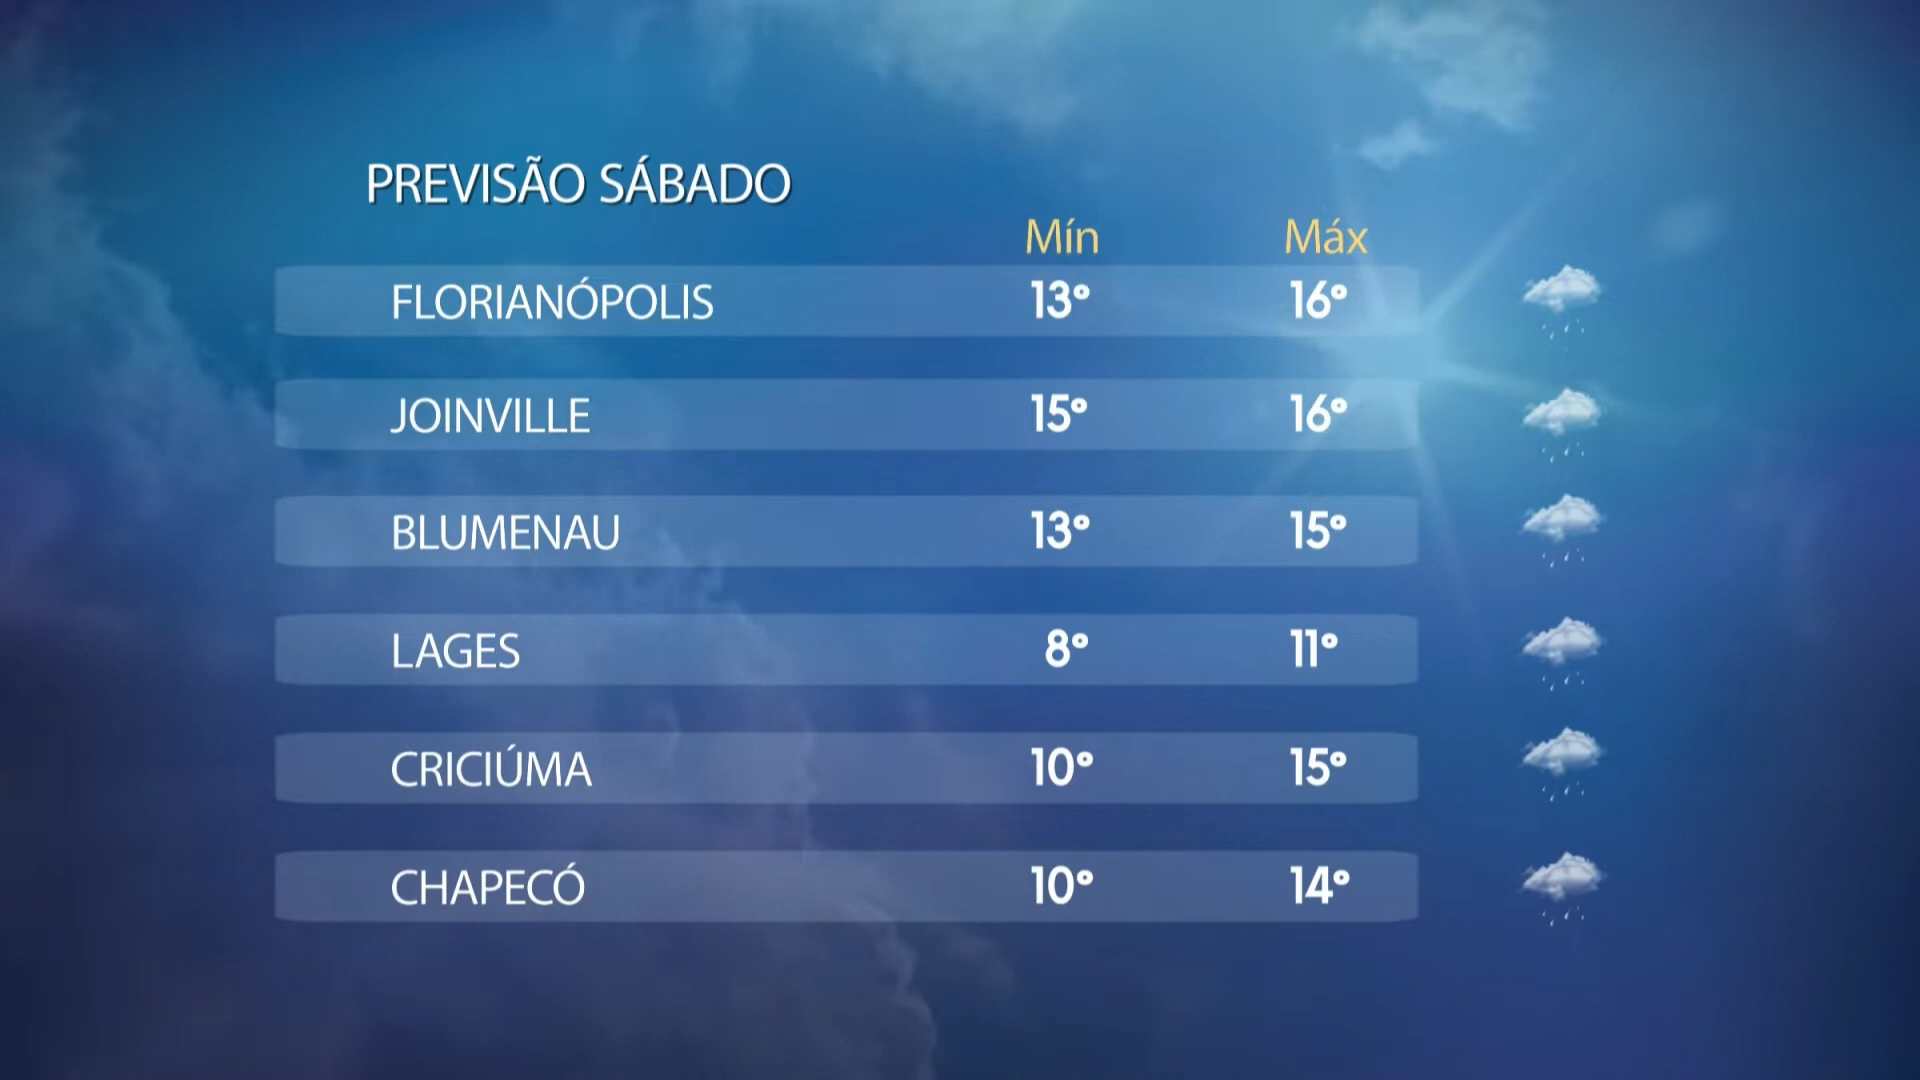 PREVISÃO SÁBADO
Mín Máx
FLORIANÓPOLIS 13° 16°
JOINVILLE 15° 16°
BLUMENAU 13° 15°
LAGES 8° 11°
CRICIÚMA 10° 15°
CHAPECÓ 10° 14°